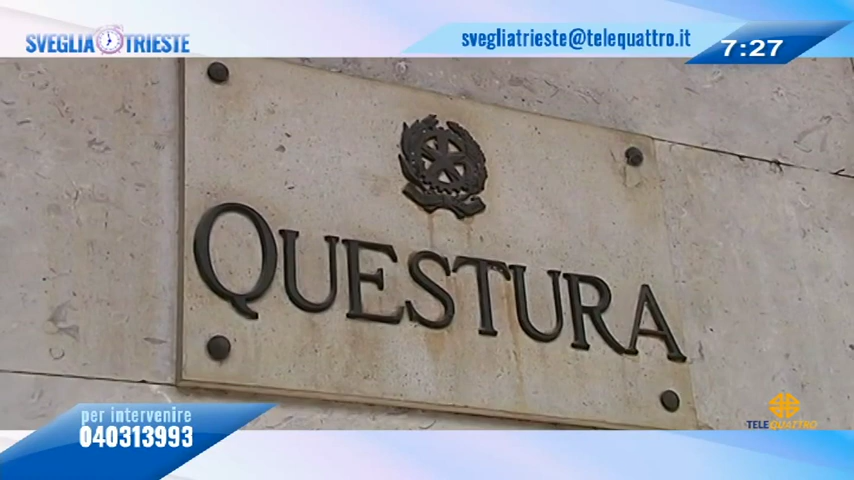 SVEGLIA TRIESTE
svegliatrieste@telequattro.it
7:27
QUESTURA
per intervenire
040313993
TELEQUATTRO